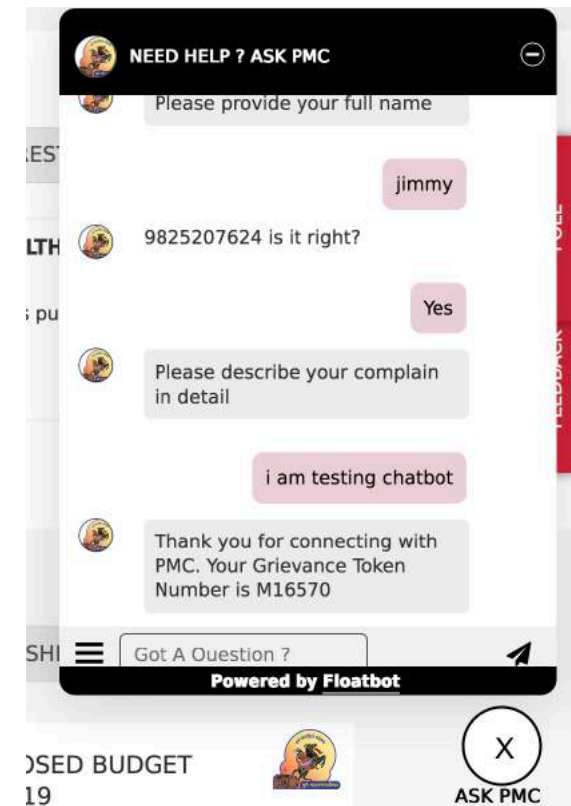 NEED HELP ? ASK PMC
Please provide your full name
jimmy
9825207624 is it right?
Yes
Please describe your complain
in detail
i am testing chatbot
Thank you for connecting with
PMC. Your Grievance Token
Number is M16570
Got A Question ?
Powered by Floatbot
X
ASK PMC
POLL
FEEDBACK
EST
LTH
s pu
SHI
OSED BUDGET
19